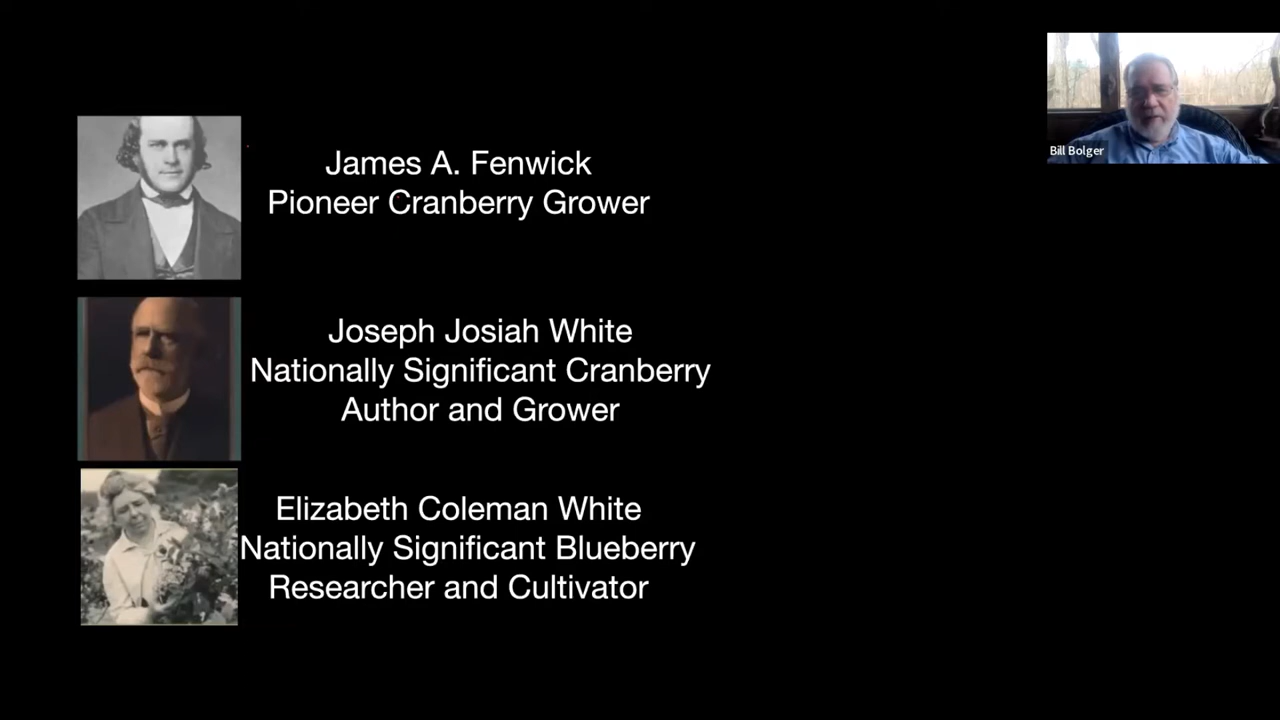 James A. Fenwick
Pioneer Cranberry Grower
Joseph Josiah White
Nationally Significant Cranberry
Author and Grower
Elizabeth Coleman White
Nationally Significant Blueberry
Researcher and Cultivator
Bill Bolger